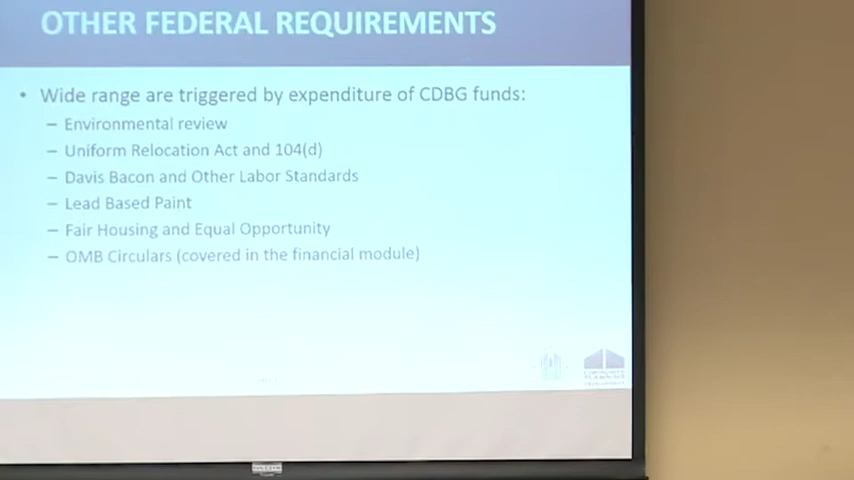 OTHER FEDERAL REQUIREMENTS
• Wide range are triggered by expenditure of CDBG funds:
– Environmental review
– Uniform Relocation Act and 104(d)
– Davis Bacon and Other Labor Standards
– Lead Based Paint
– Fair Housing and Equal Opportunity
– OMB Circulars (covered in the financial module)